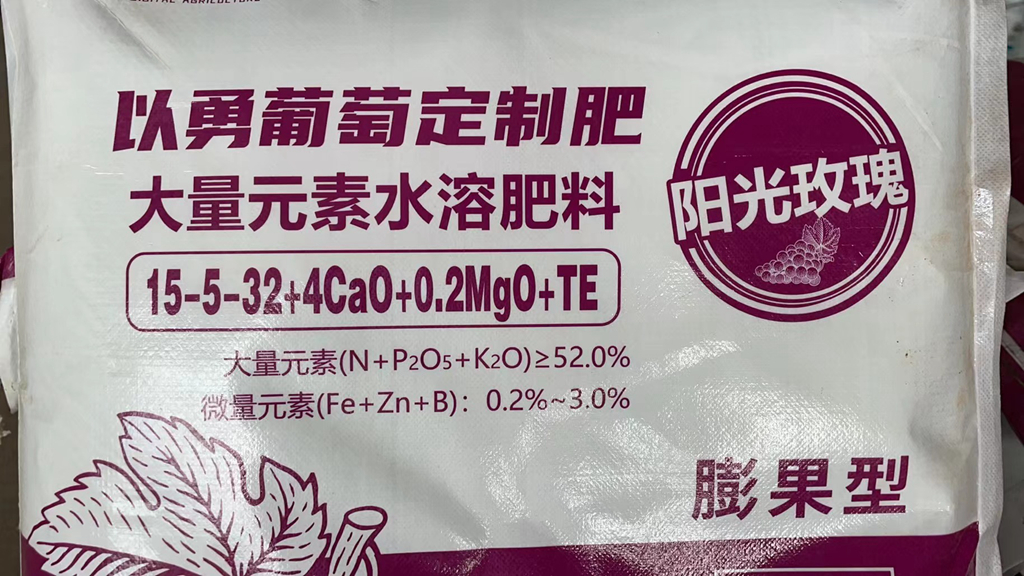 DIGITAL AGRICULTURE
以勇葡萄定制肥
大量元素水溶肥料
阳光玫瑰
15-5-32+4CaO+0.2MgO+TE
大量元素(N+P₂O₅+K₂O)≥52.0%
微量元素(Fe+Zn+B)：0.2%~3.0%
膨果型